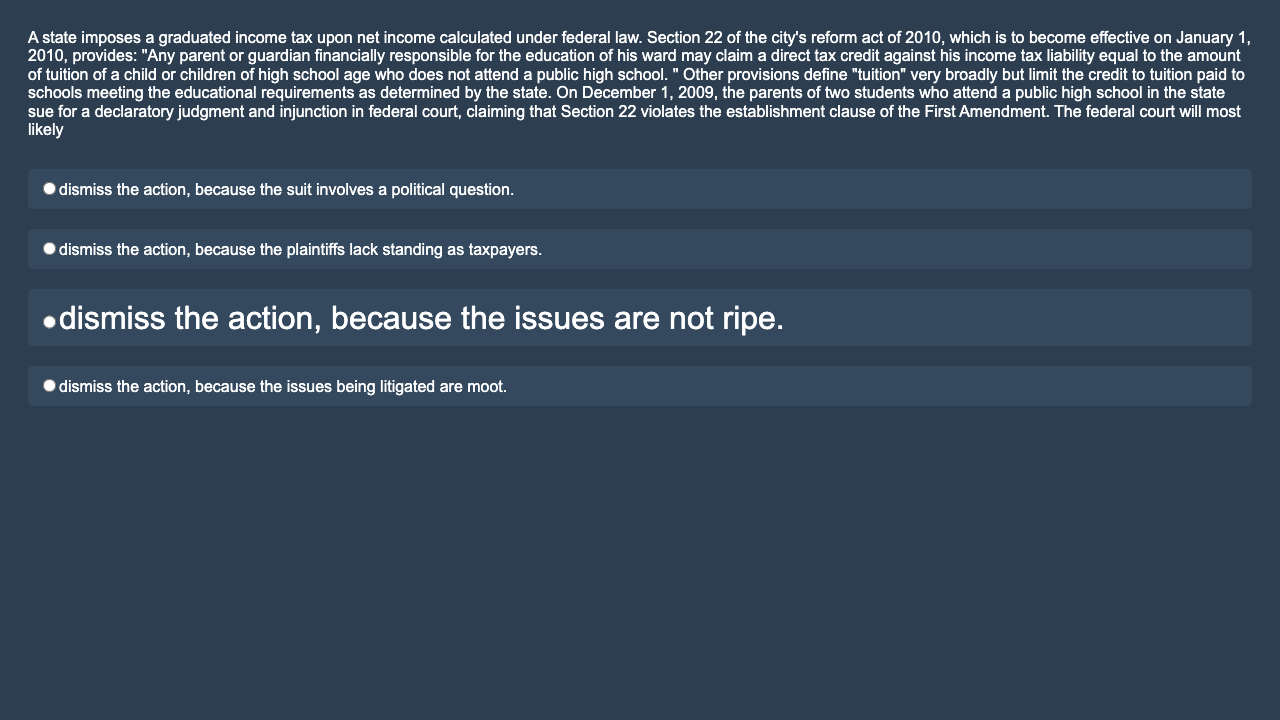 A state imposes a graduated income tax upon net income calculated under federal law. Section 22 of the city's reform act of 2010, which is to become effective on January 1,
2010, provides: "Any parent or guardian financially responsible for the education of his ward may claim a direct tax credit against his income tax liability equal to the amount
of tuition of a child or children of high school age who does not attend a public high school. " Other provisions define "tuition" very broadly but limit the credit to tuition paid to
schools meeting the educational requirements as determined by the state. On December 1, 2009, the parents of two students who attend a public high school in the state
sue for a declaratory judgment and injunction in federal court, claiming that Section 22 violates the establishment clause of the First Amendment. The federal court will most
likely
dismiss the action, because the suit involves a political question.
dismiss the action, because the plaintiffs lack standing as taxpayers.
dismiss the action, because the issues are not ripe.
dismiss the action, because the issues being litigated are moot.